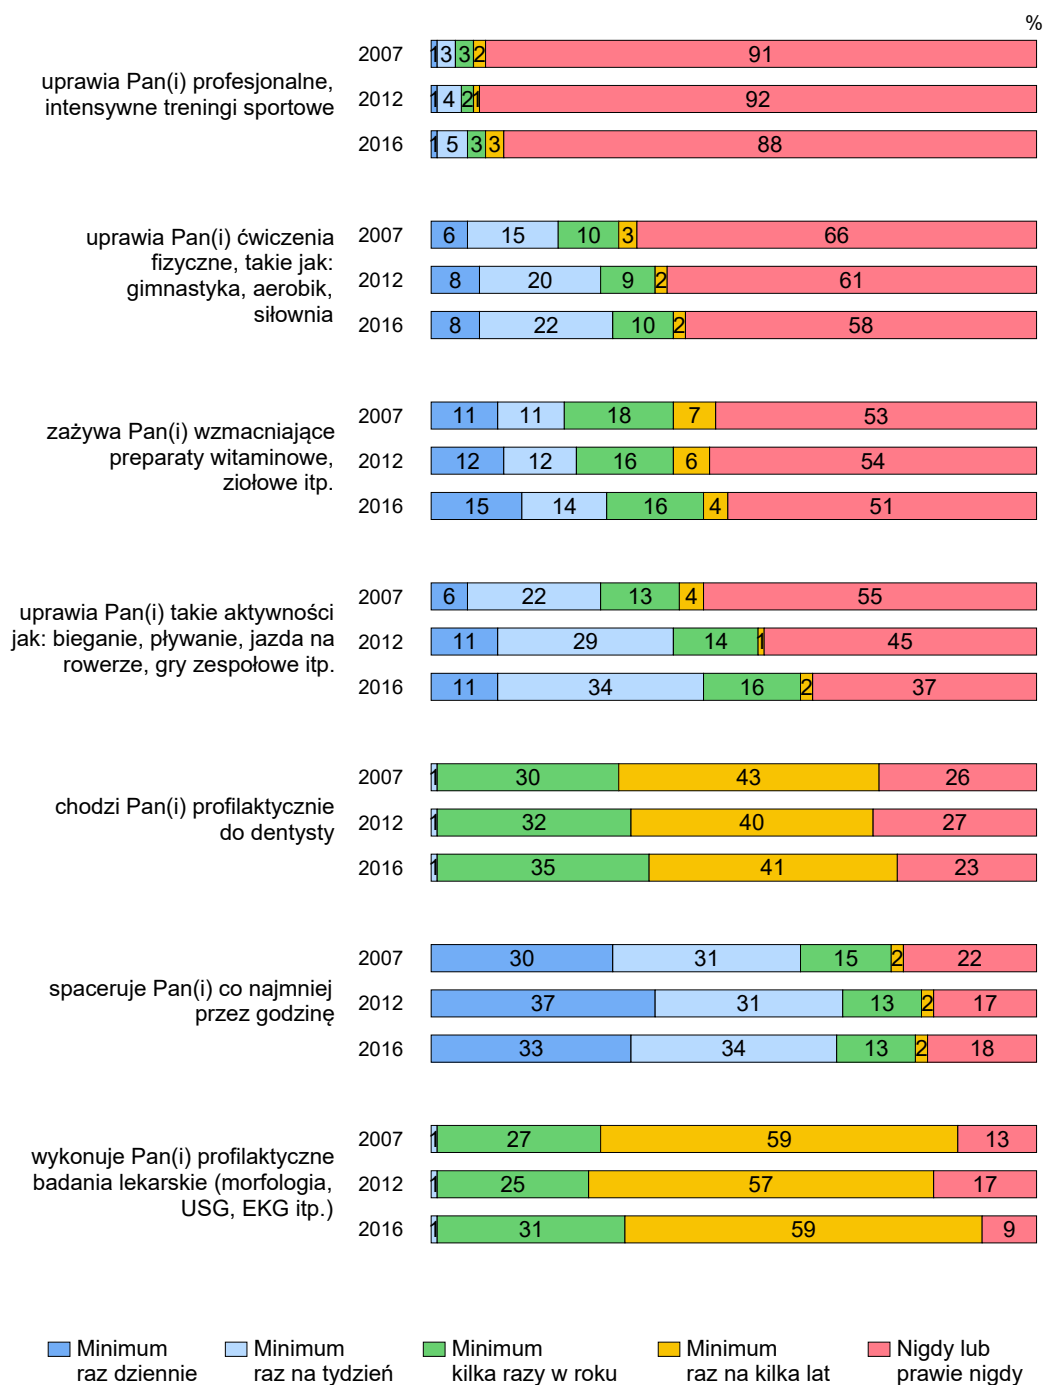 %
uprawia Pan(i) profesjonalne,
intensywne treningi sportowe
2007 1 3 3 2 91
2012 1 4 2 1 92
2016 1 5 3 3 88
uprawia Pan(i) ćwiczenia
fizyczne, takie jak:
gimnastyka, aerobik,
siłownia
2007 6 15 10 3 66
2012 8 20 9 2 61
2016 8 22 10 2 58
zażywa Pan(i) wzmacniające
preparaty witaminowe,
ziołowe itp.
2007 11 11 18 7 53
2012 12 12 16 6 54
2016 15 14 16 4 51
uprawia Pan(i) takie aktywności
jak: bieganie, pływanie, jazda na
rowerze, gry zespołowe itp.
2007 6 22 13 4 55
2012 11 29 14 1 45
2016 11 34 16 2 37
chodzi Pan(i) profilaktycznie
do dentysty
2007 1 30 43 26
2012 1 32 40 27
2016 1 35 41 23
spaceruje Pan(i) co najmniej
przez godzinę
2007 30 31 15 2 22
2012 37 31 13 2 17
2016 33 34 13 2 18
wykonuje Pan(i) profilaktyczne
badania lekarskie (morfologia,
USG, EKG itp.)
2007 1 27 59 13
2012 1 25 57 17
2016 1 31 59 9
Minimum
raz dziennie
Minimum
raz na tydzień
Minimum
kilka razy w roku
Minimum
raz na kilka lat
Nigdy lub
prawie nigdy